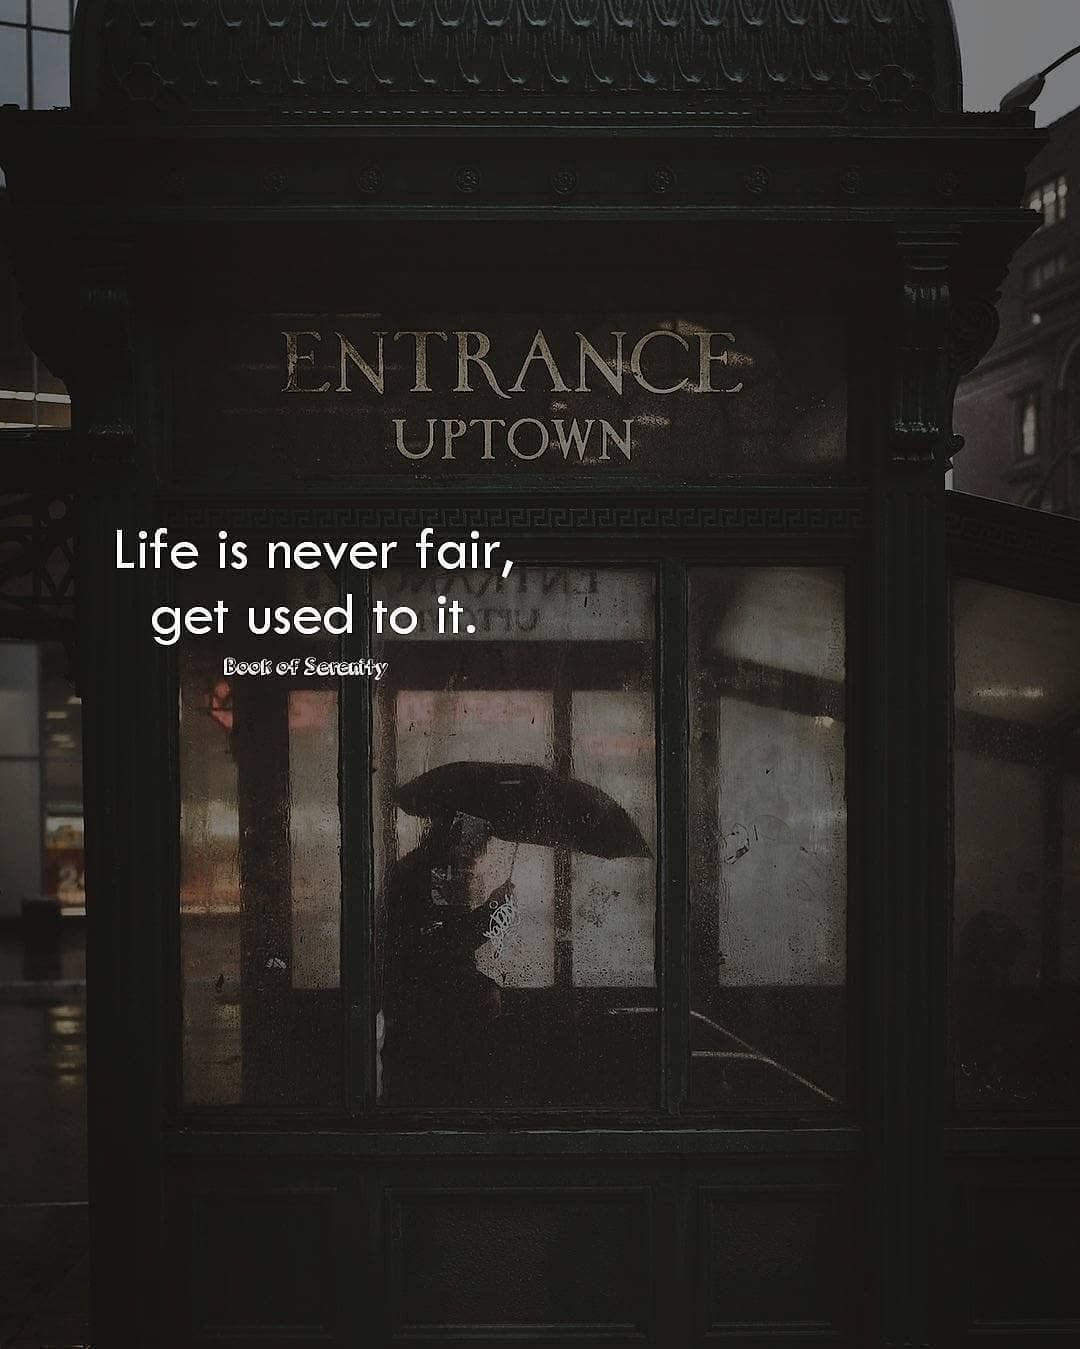 ENTRANCE
UPTOWN
Life is never fair,
get used to it.
Book of Serenity